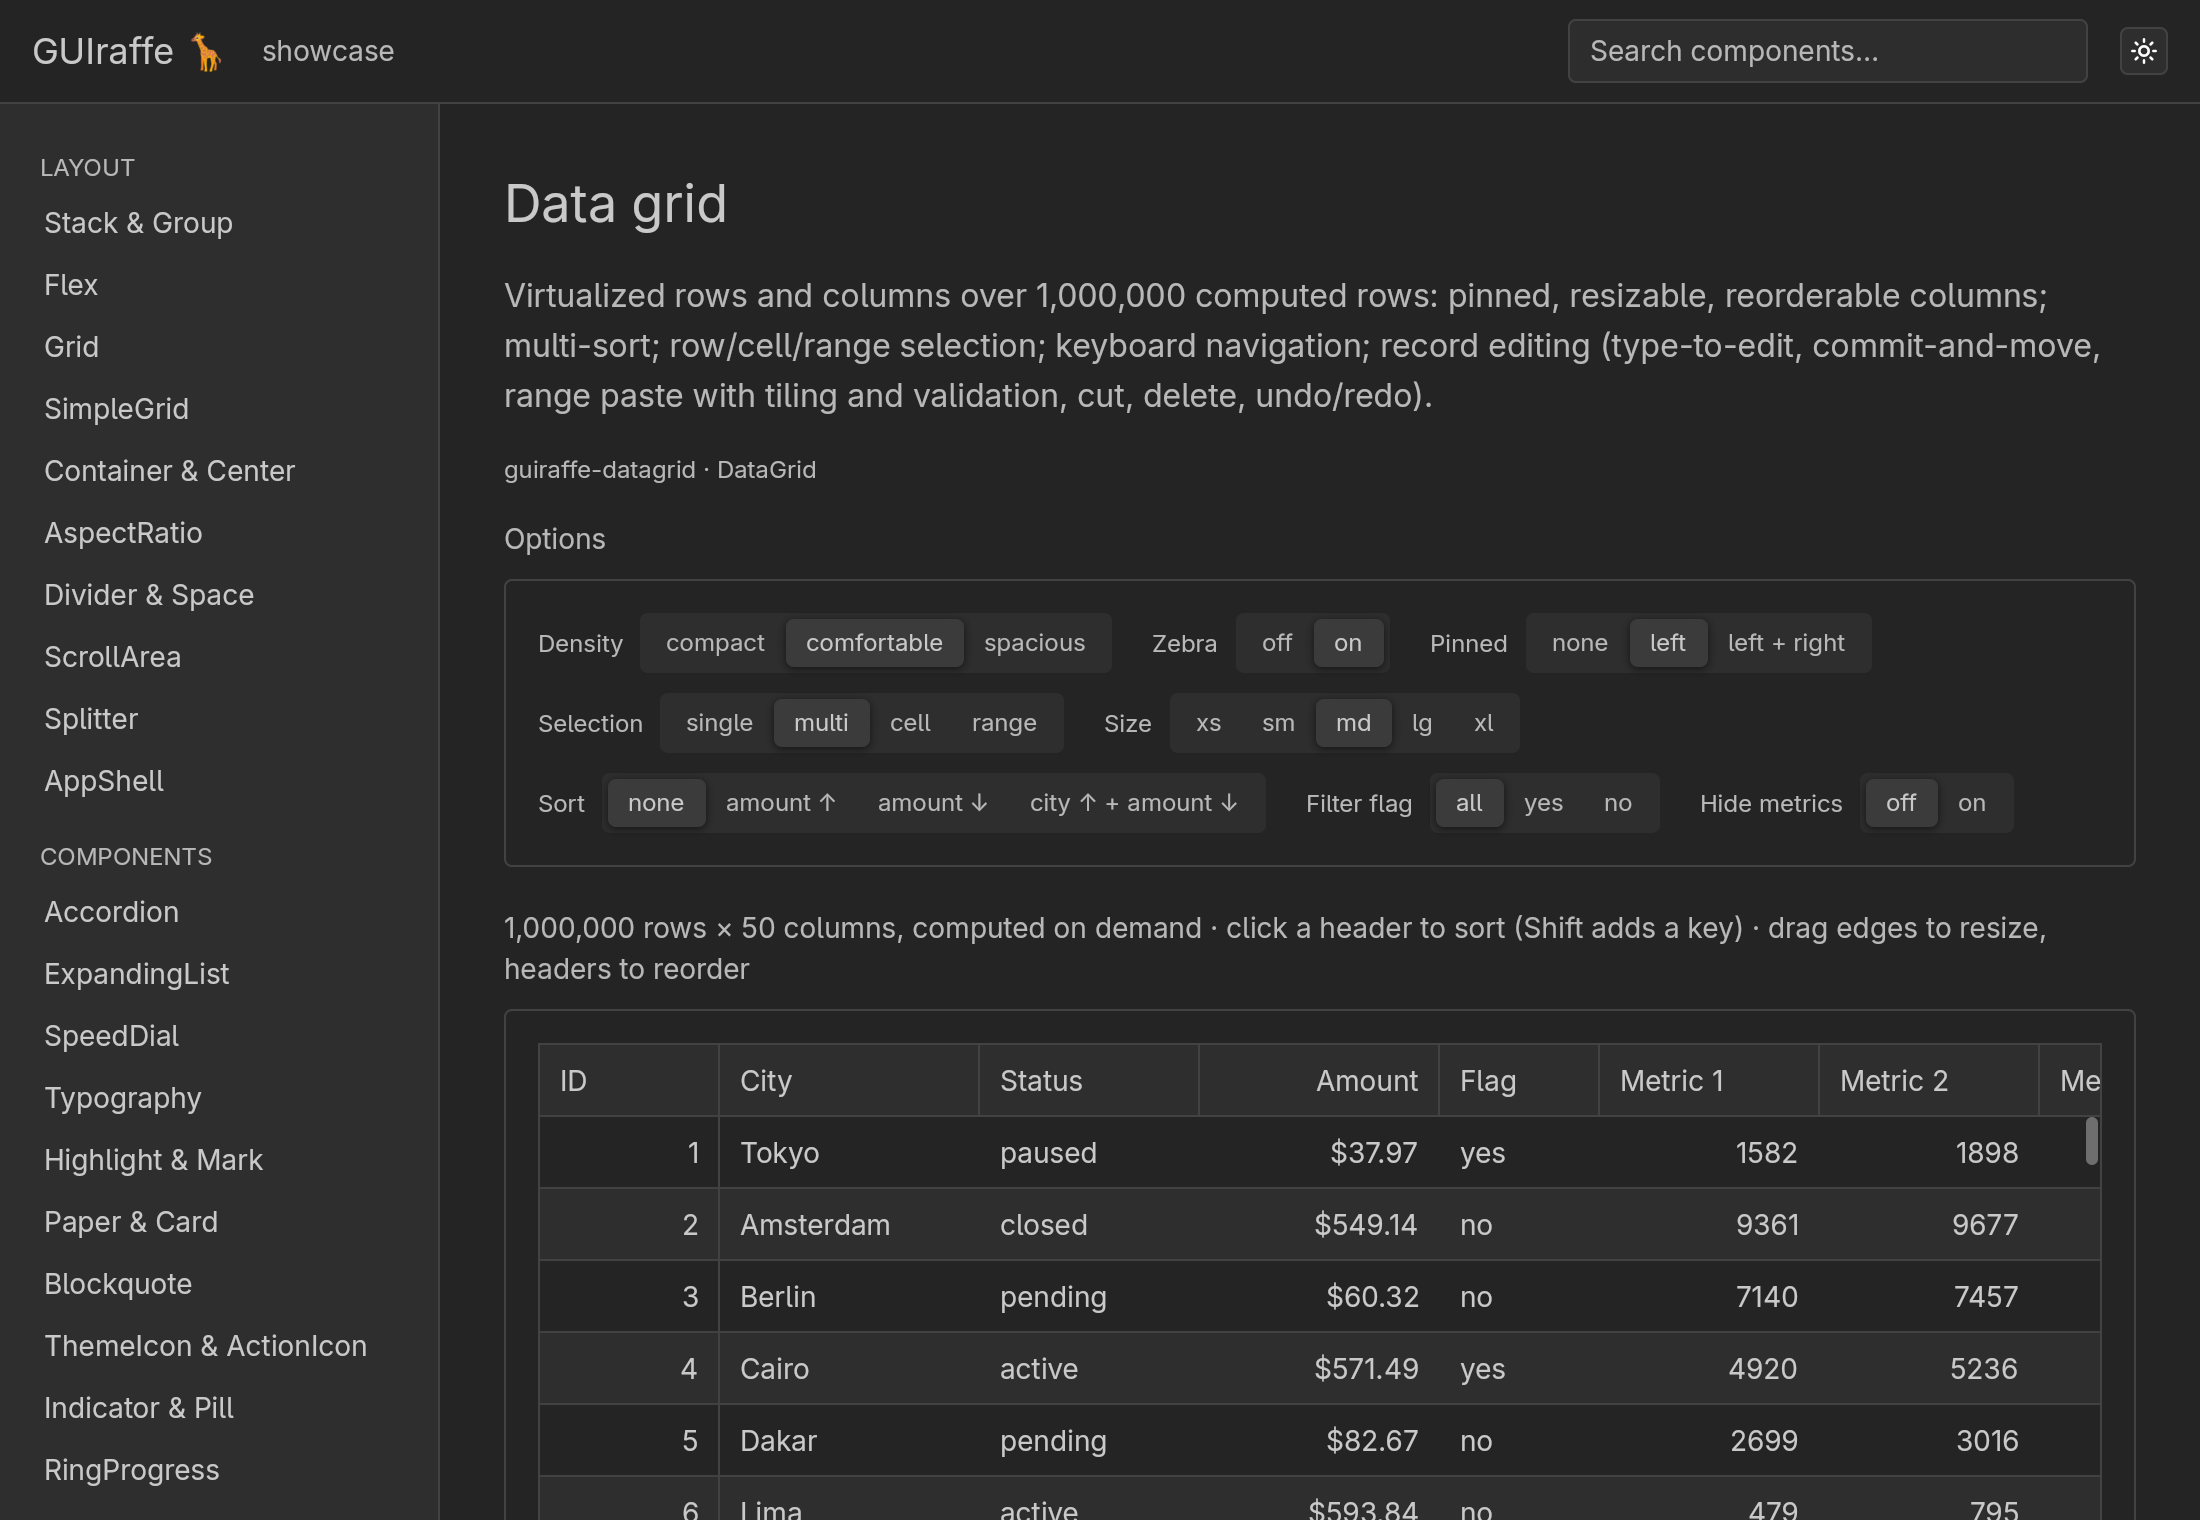 GUIraffe 🦒 showcase Search components...
LAYOUT
Stack & Group
Flex
Grid
SimpleGrid
Container & Center
AspectRatio
Divider & Space
ScrollArea
Splitter
AppShell
COMPONENTS
Accordion
ExpandingList
SpeedDial
Typography
Highlight & Mark
Paper & Card
Blockquote
ThemeIcon & ActionIcon
Indicator & Pill
RingProgress
Data grid
Virtualized rows and columns over 1,000,000 computed rows: pinned, resizable, reorderable columns;
multi-sort; row/cell/range selection; keyboard navigation; record editing (type-to-edit, commit-and-move,
range paste with tiling and validation, cut, delete, undo/redo).
guiraffe-datagrid · DataGrid
Options
Density compact comfortable spacious Zebra off on Pinned none left left + right
Selection single multi cell range Size xs sm md lg xl
Sort none amount ↑ amount ↓ city ↑ + amount ↓ Filter flag all yes no Hide metrics off on
1,000,000 rows × 50 columns, computed on demand · click a header to sort (Shift adds a key) · drag edges to resize,
headers to reorder
ID City Status Amount Flag Metric 1 Metric 2 Me
1 Tokyo paused $37.97 yes 1582 1898
2 Amsterdam closed $549.14 no 9361 9677
3 Berlin pending $60.32 no 7140 7457
4 Cairo active $571.49 yes 4920 5236
5 Dakar pending $82.67 no 2699 3016
6 Lima active $593.84 no 479 795